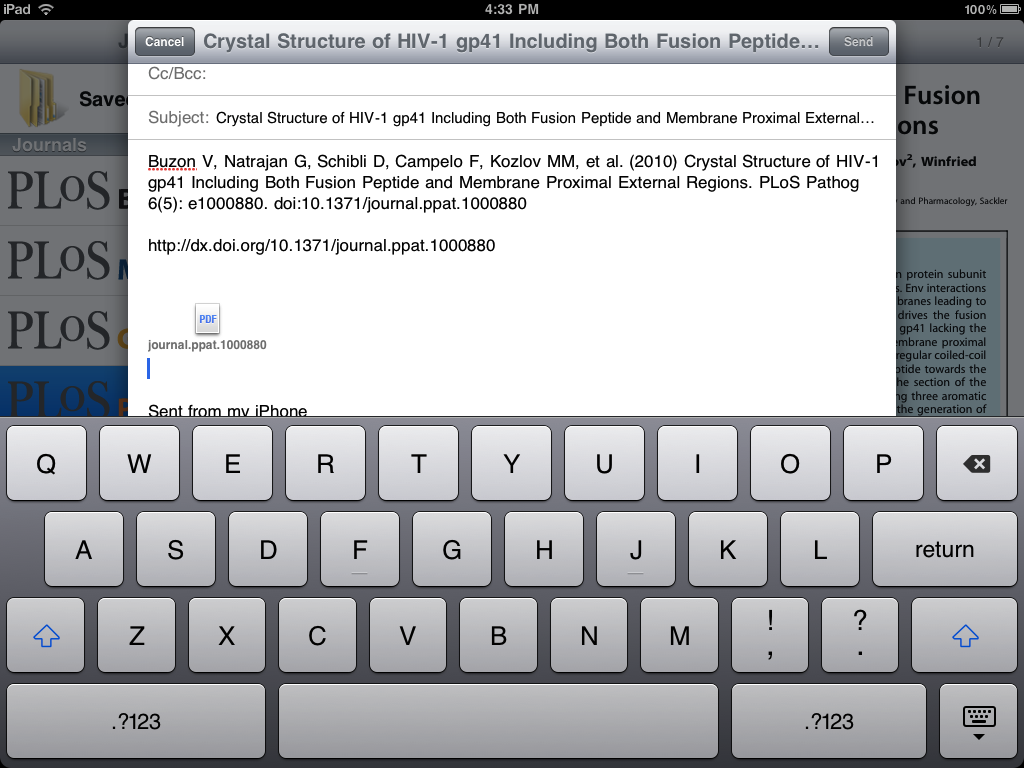 iPad
4:33 PM
100%
J
1 / 7
Cancel
Crystal Structure of HIV-1 gp41 Including Both Fusion Peptide...
Send
Cc/Bcc:
Subject: Crystal Structure of HIV-1 gp41 Including Both Fusion Peptide and Membrane Proximal External...
Buzon V, Natrajan G, Schibli D, Campelo F, Kozlov MM, et al. (2010) Crystal Structure of HIV-1
gp41 Including Both Fusion Peptide and Membrane Proximal External Regions. PLoS Pathog
6(5): e1000880. doi:10.1371/journal.ppat.1000880
http://dx.doi.org/10.1371/journal.ppat.1000880
PDF
journal.ppat.1000880
Sent from my iPhone
Save
Journals
PLoS
PLoS M
PLoS
PLoS
Fusion
ons
ov², Winfried
y and Pharmacology, Sackler
n protein subunit
s. Env interactions
branes leading to
drives the fusion
gp41 lacking the
embrane proximal
regular coiled-coil
ptide towards the
he section of the
ng three aromatic
the generation of
Q W E R T Y U I O P
A S D F G H J K L return
Z X C V B N M ! , ? .
.?123 .?123